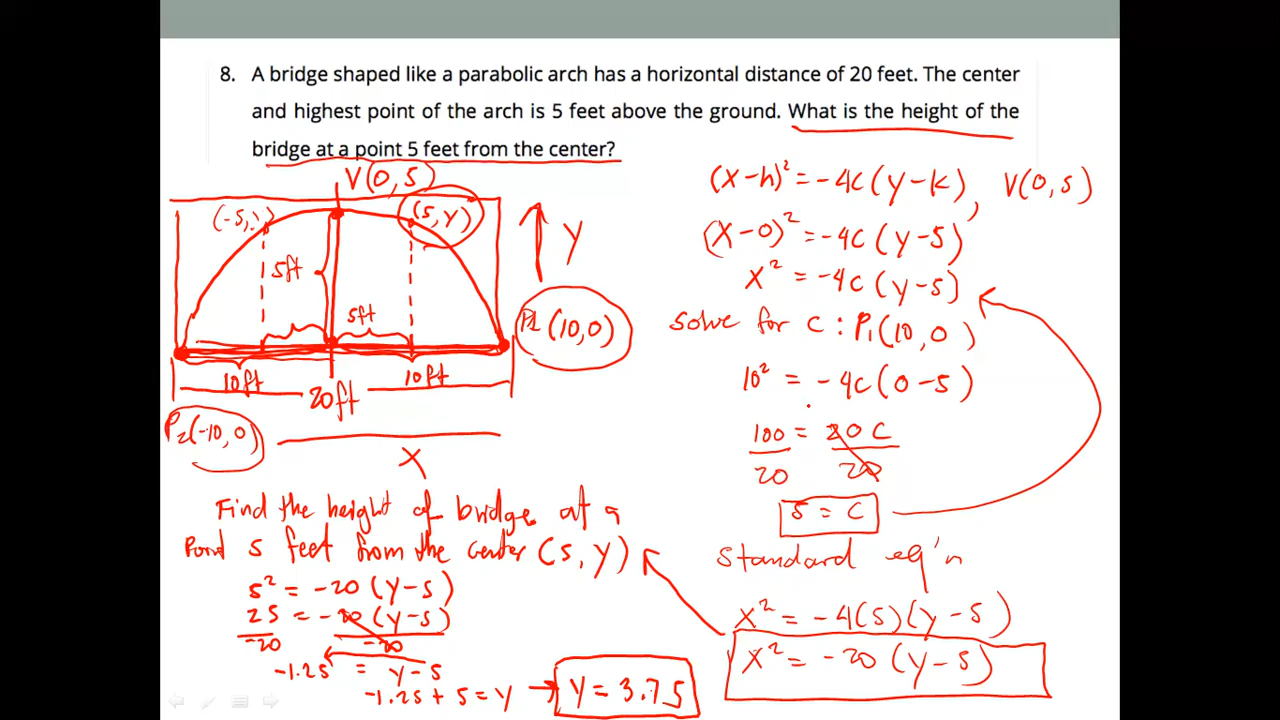 8. A bridge shaped like a parabolic arch has a horizontal distance of 20 feet. The center
and highest point of the arch is 5 feet above the ground. What is the height of the
bridge at a point 5 feet from the center?
V(0,5)
(-5,y)
(5,y)
5ft
5ft
y
P1 (10,0)
10ft
10ft
20ft
P2(-10,0)
x
Find the height of bridge at a
point 5 feet from the center (5, y)
5² = -20 (y-5)
25 = -20 (y-5)
-20 -20
-1.25 = y-5
-1.25 + 5 = y → y = 3.75
(x-h)² = -4c(y-k), V(0,5)
(x-0)² = -4c(y-5)
x² = -4c(y-5)
solve for c : P1(10,0)
10² = -4c(0-5)
100 = 20c
20 20
5 = c
standard eq'n
x² = -4(5)(y-5)
x² = -20 (y-5)